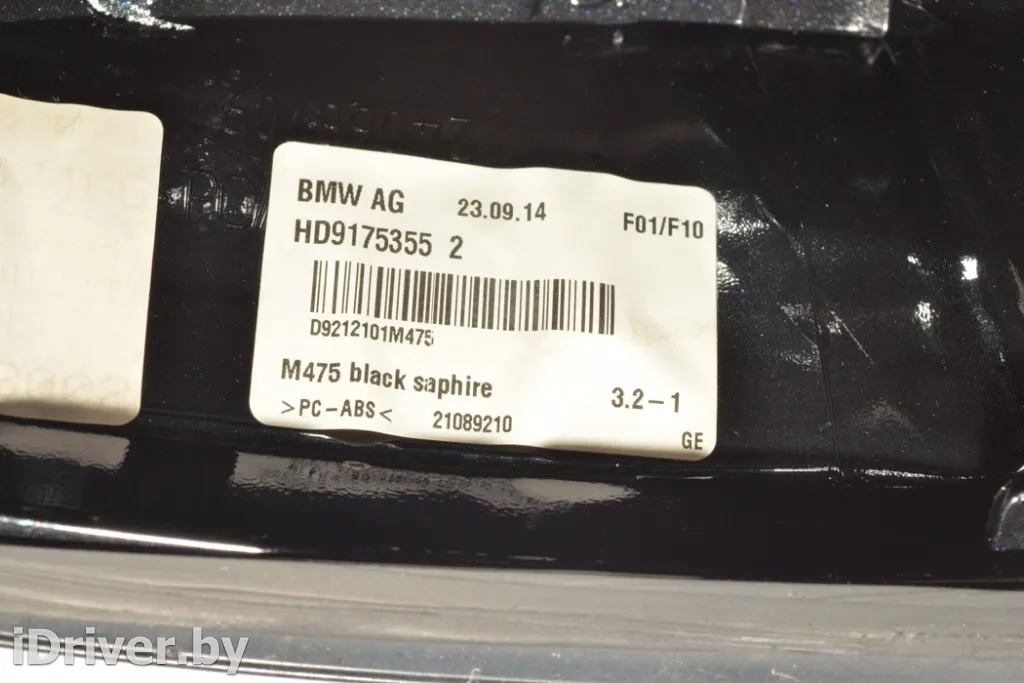 BMW AG 23.09.14 F01/F10
HD9175355 2
D9212101M475
M475 black saphire 3.2-1
>PC-ABS< 21089210 GE
iDriver.by